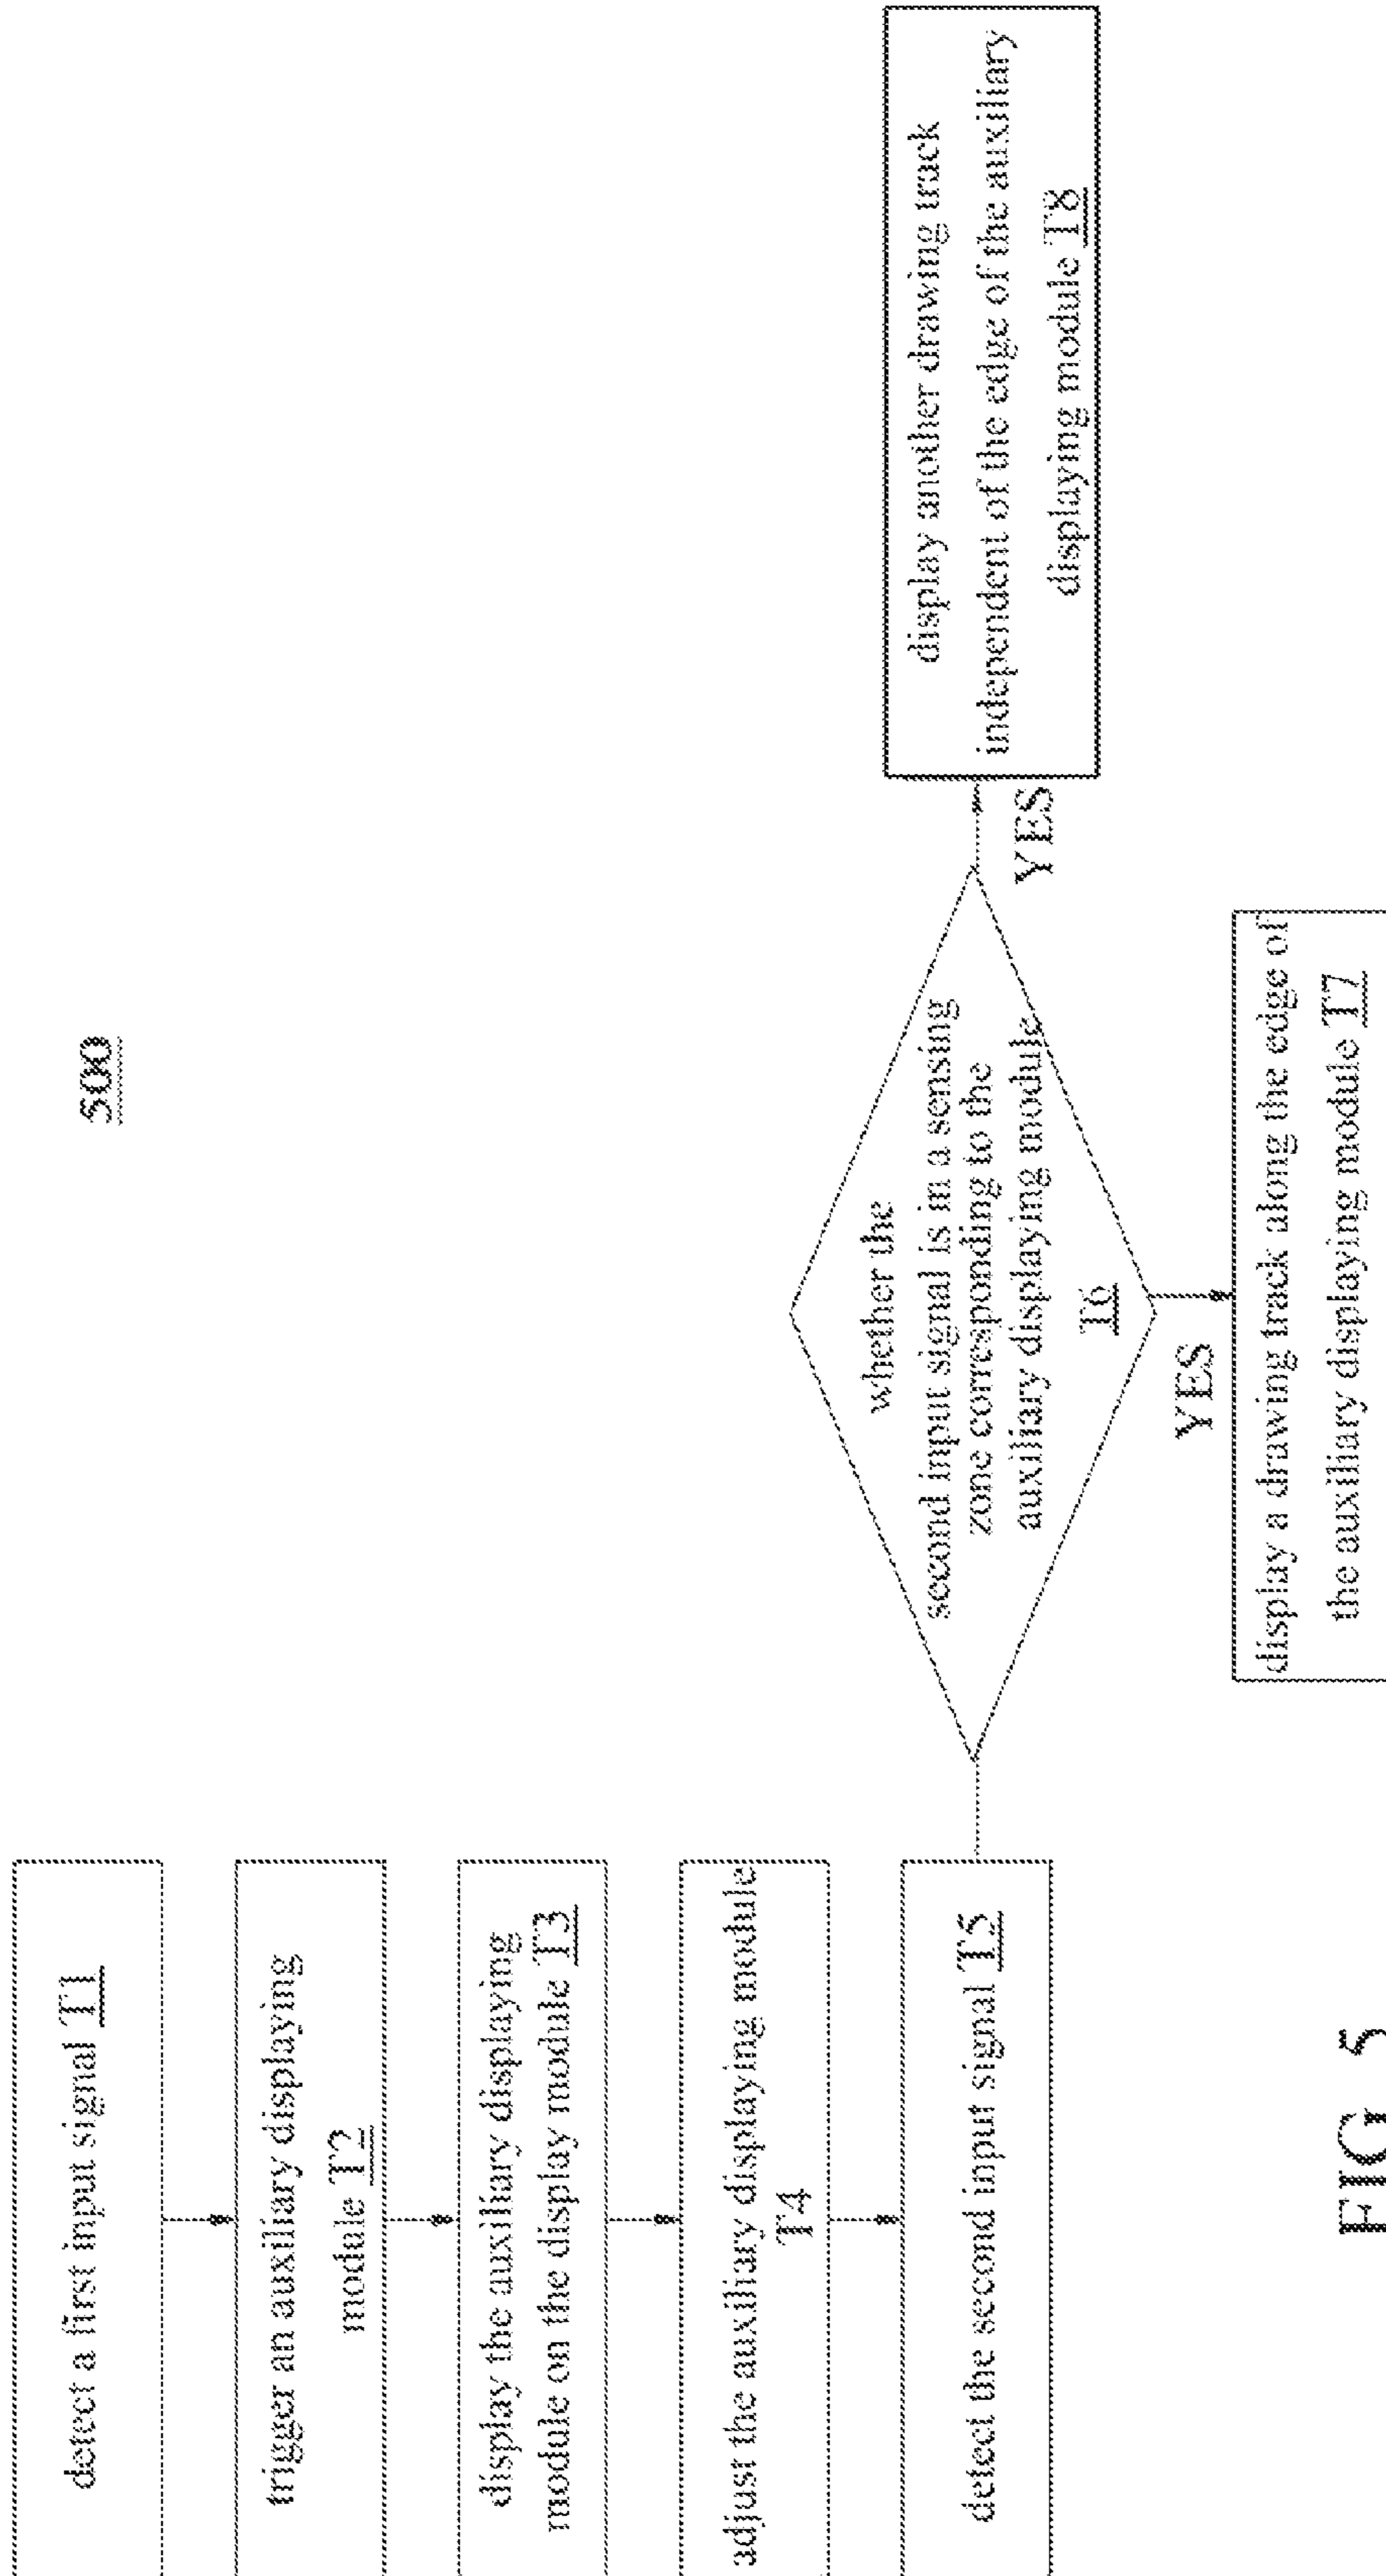 500
detect a first input signal T1
trigger an auxiliary displaying
module T2
display the auxiliary displaying
module on the display module T3
adjust the auxiliary displaying module
T4
detect the second input signal T5
whether the
second input signal is in a sensing
zone corresponding to the
auxiliary displaying module
T6
YES
display a drawing track along the edge of
the auxiliary displaying module T7
YES
display another drawing track
independent of the edge of the auxiliary
displaying module T8
FIG 5